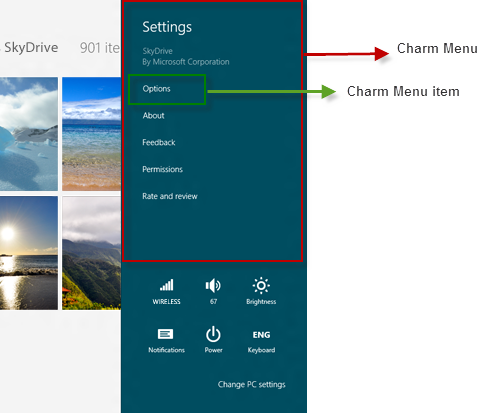 SkyDrive 901 ite
Settings
SkyDrive
By Microsoft Corporation
Options
About
Feedback
Permissions
Rate and review
WIRELESS 67 Brightness
ENG
Notifications Power Keyboard
Change PC settings
Charm Menu
Charm Menu item